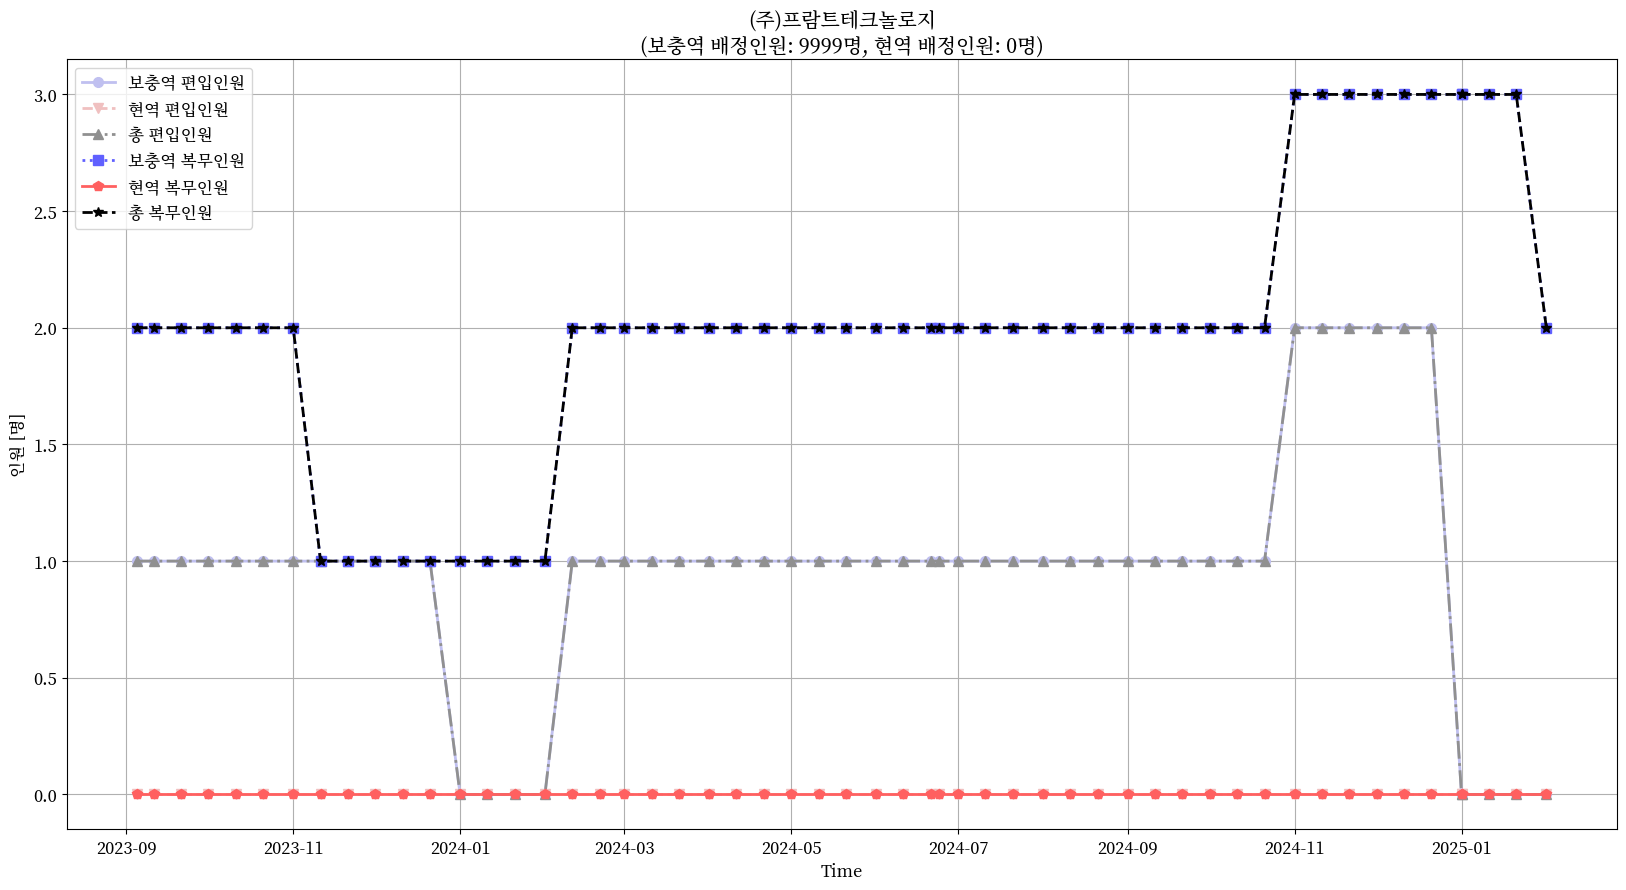 (주)프람트테크놀로지
(보충역 배정인원: 9999명, 현역 배정인원: 0명)
보충역 편입인원
현역 편입인원
총 편입인원
보충역 복무인원
현역 복무인원
총 복무인원
인원 [명]
3.0
2.5
2.0
1.5
1.0
0.5
0.0
2023-09
2023-11
2024-01
2024-03
2024-05
2024-07
2024-09
2024-11
2025-01
Time